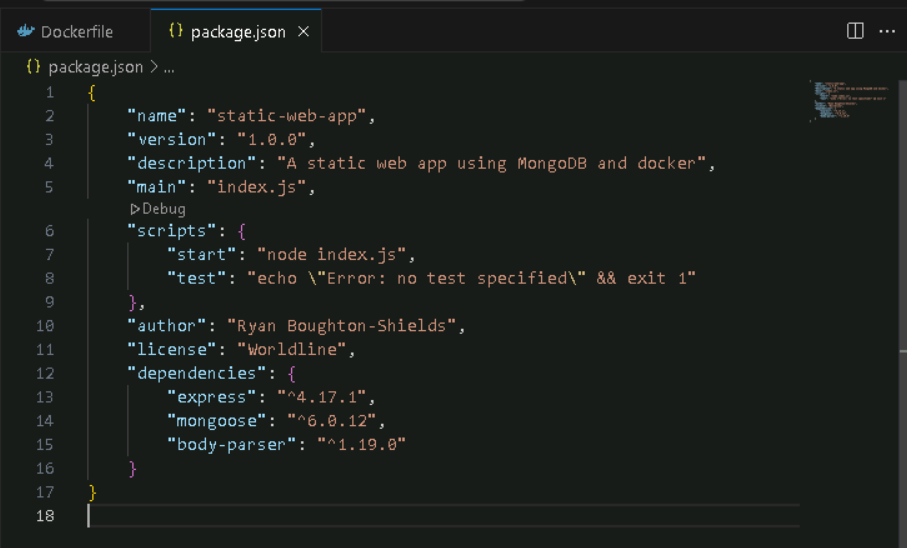 Dockerfile
{} package.json ×
{} package.json > ...
1 {
2 "name": "static-web-app",
3 "version": "1.0.0",
4 "description": "A static web app using MongoDB and docker",
5 "main": "index.js",
Debug
6 "scripts": {
7 "start": "node index.js",
8 "test": "echo \"Error: no test specified\" && exit 1"
9 },
10 "author": "Ryan Boughton-Shields",
11 "license": "Worldline",
12 "dependencies": {
13 "express": "^4.17.1",
14 "mongoose": "^6.0.12",
15 "body-parser": "^1.19.0"
16 }
17 }
18